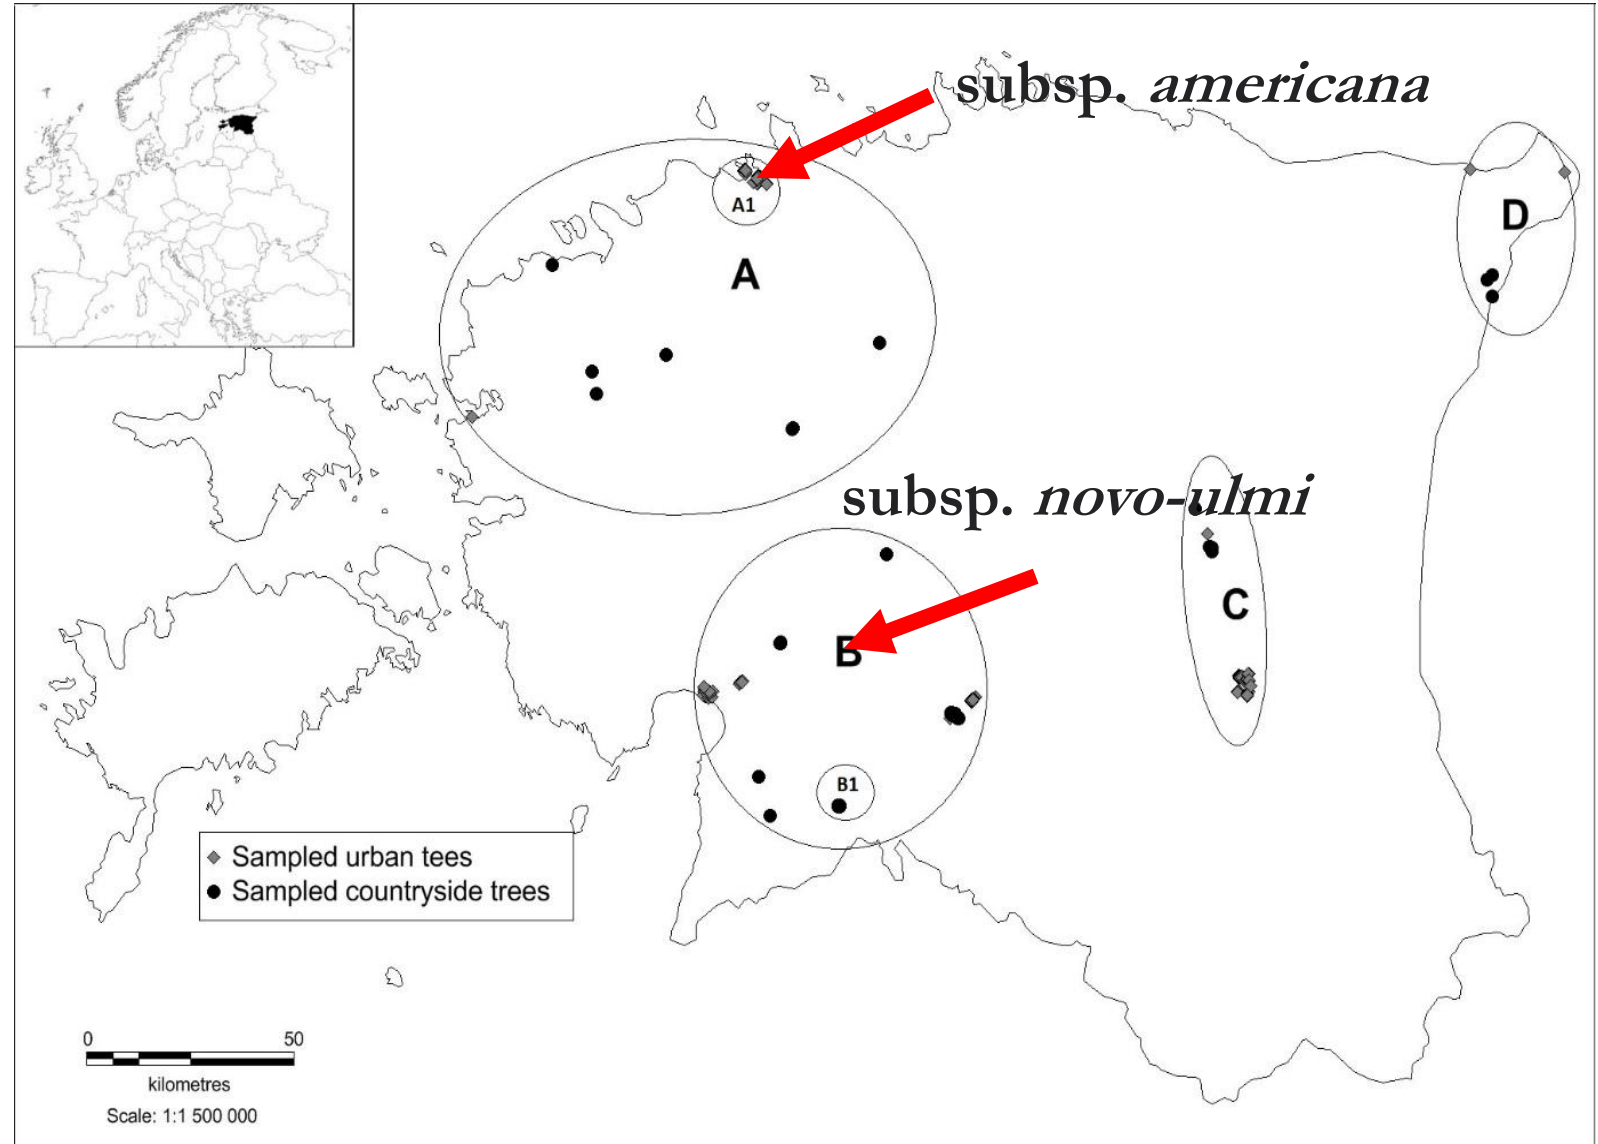 subsp. americana
A1
D
A
subsp. novo-ulmi
C
B
B1
Sampled urban tees
Sampled countryside trees
0 50
kilometres
Scale: 1:1 500 000